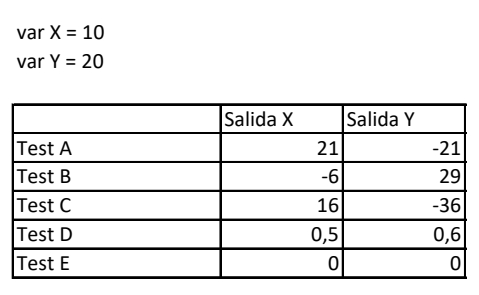 var X = 10
var Y = 20
Salida X Salida Y
Test A 21 -21
Test B -6 29
Test C 16 -36
Test D 0,5 0,6
Test E 0 0